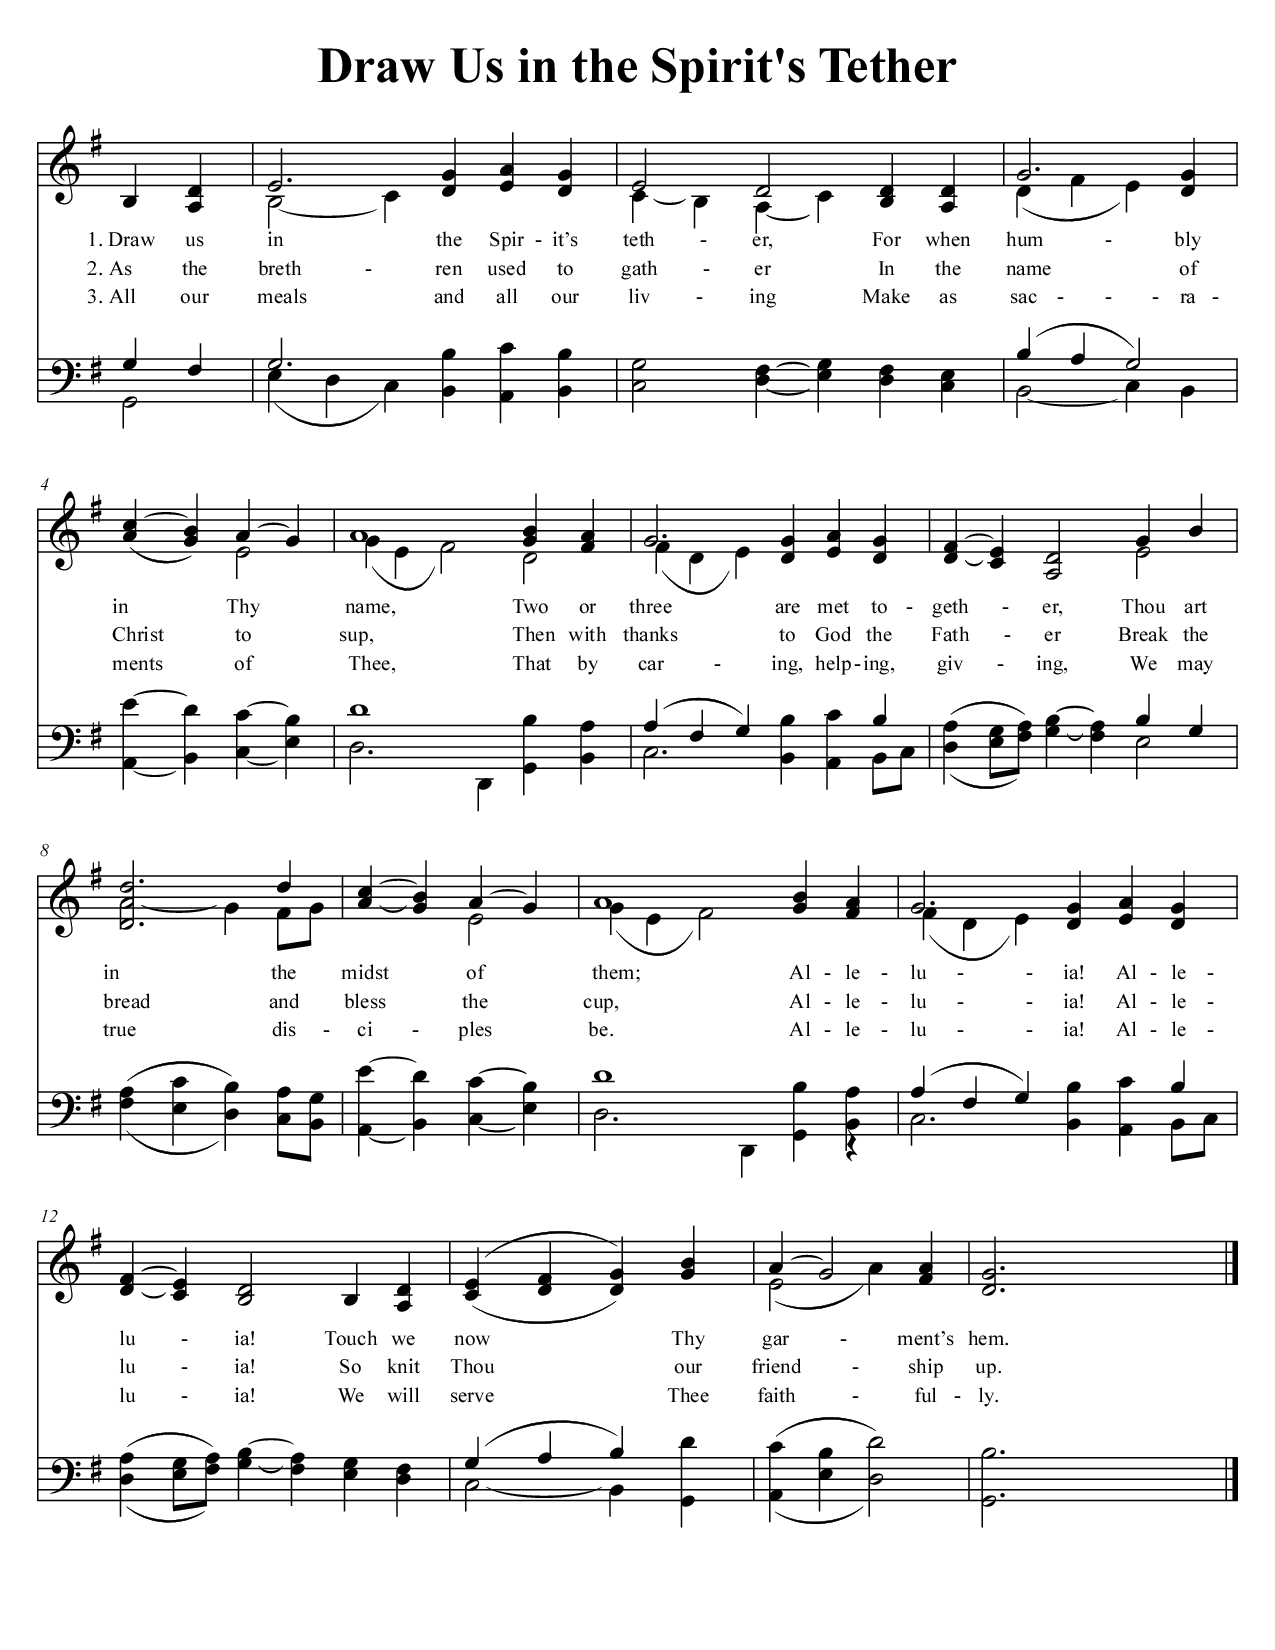 Draw Us in the Spirit's Tether
1. Draw us in the Spir - it's teth - er, For when hum - bly
2. As the breth - ren used to gath - er In the name of
3. All our meals and all our liv - ing Make as sac - - ra -
4
in Thy name, Two or three are met to - geth - er, Thou art
Christ to sup, Then with thanks to God the Fath - er Break the
ments of Thee, That by car - ing, help - ing, giv - ing, We may
8
in the midst of them; Al - le - lu - - ia! Al - le -
bread and bless the cup, Al - le - lu - - ia! Al - le -
true dis - ci - ples be. Al - le - lu - - ia! Al - le -
12
lu - ia! Touch we now Thy gar - ment's hem.
lu - ia! So knit Thou our friend - ship up.
lu - ia! We will serve Thee faith - ful - ly.